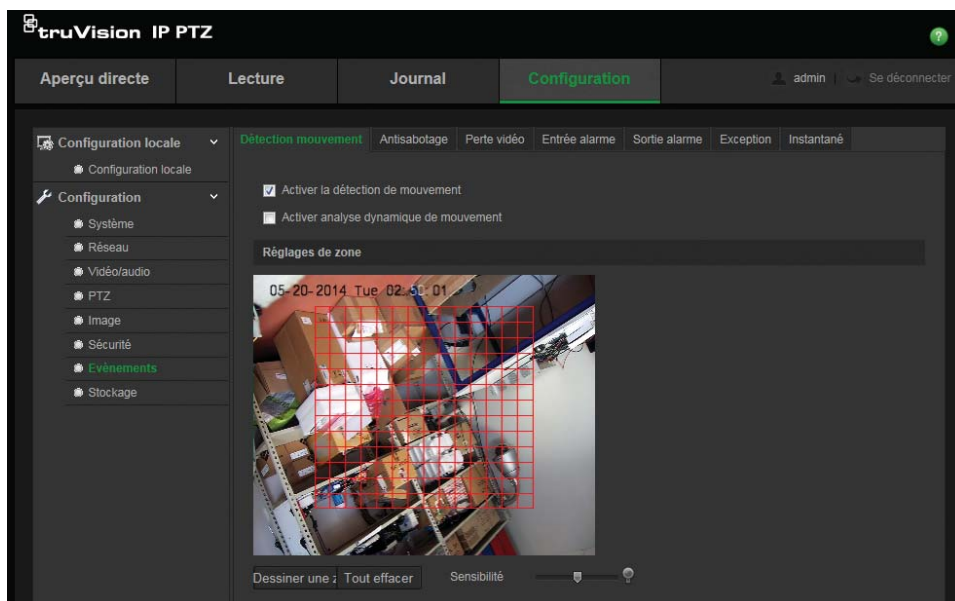 truVision IP PTZ
Aperçu directe Lecture Journal Configuration admin Se déconnecter
Configuration locale
Configuration locale
Configuration
Système
Réseau
Vidéo/audio
PTZ
Image
Sécurité
Evènements
Stockage
Détection mouvement Antisabotage Perte vidéo Entrée alarme Sortie alarme Exception Instantané
Activer la détection de mouvement
Activer analyse dynamique de mouvement
Règlages de zone
05-20-2014 Tue 02:50:01
Dessiner une z Tout effacer Sensibilité